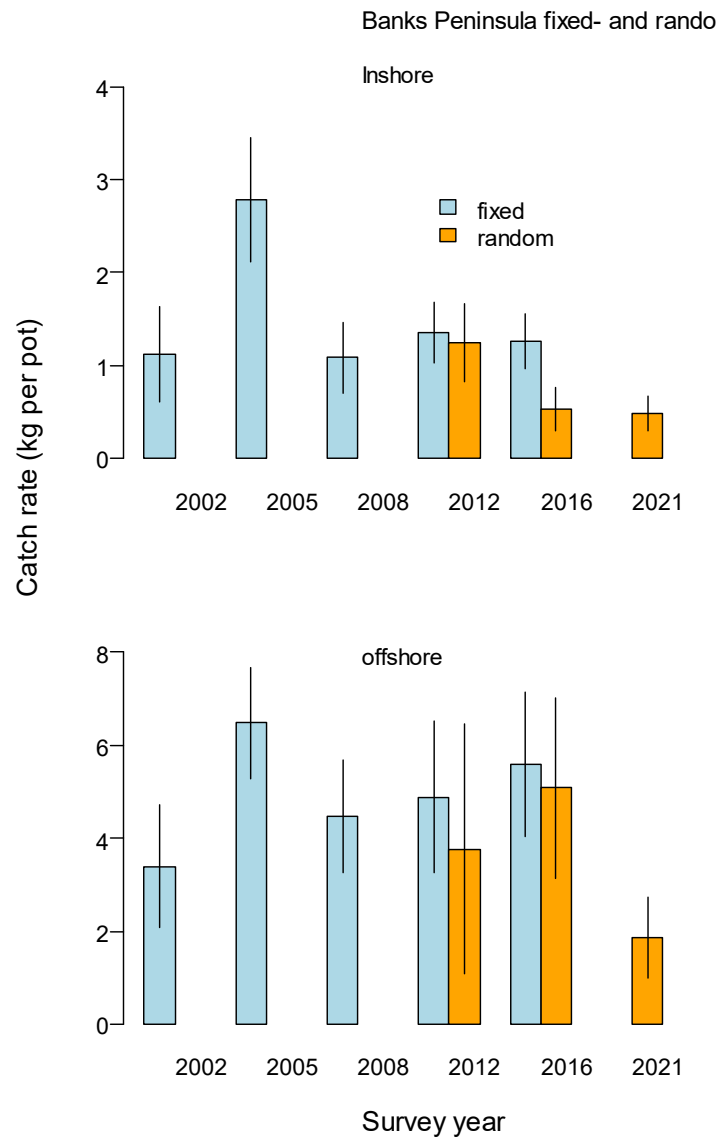 Banks Peninsula fixed- and rando
Inshore
4
3
2
1
0
fixed
random
2002 2005 2008 2012 2016 2021
Catch rate (kg per pot)
offshore
8
6
4
2
0
2002 2005 2008 2012 2016 2021
Survey year